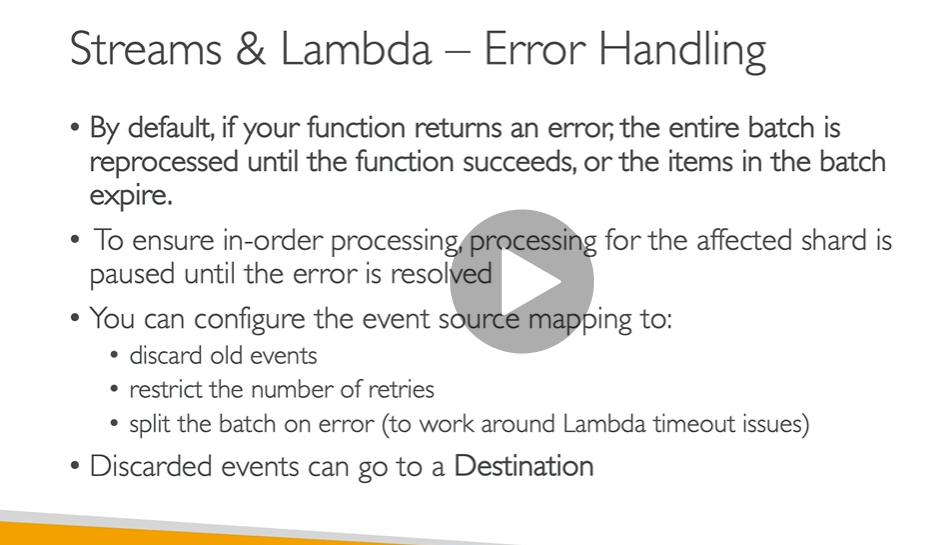 Streams & Lambda – Error Handling
• By default, if your function returns an error, the entire batch is
reprocessed until the function succeeds, or the items in the batch
expire.
• To ensure in-order processing, processing for the affected shard is
paused until the error is resolved
• You can configure the event source mapping to:
• discard old events
• restrict the number of retries
• split the batch on error (to work around Lambda timeout issues)
• Discarded events can go to a Destination